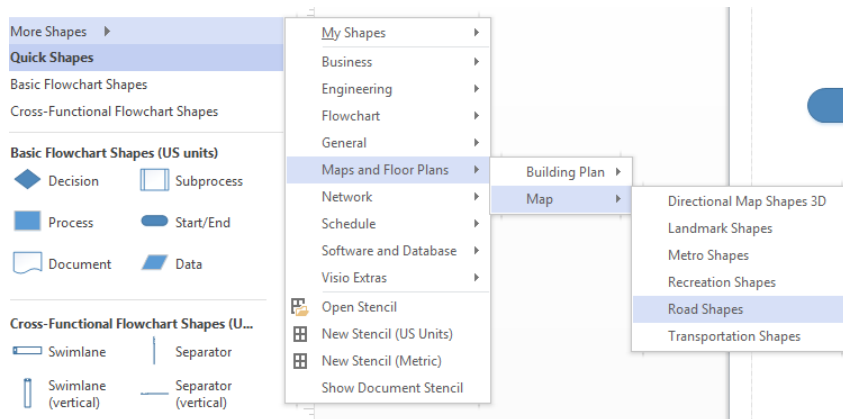 More Shapes
Quick Shapes
Basic Flowchart Shapes
Cross-Functional Flowchart Shapes
Basic Flowchart Shapes (US units)
Decision
Subprocess
Process
Start/End
Document
Data
Cross-Functional Flowchart Shapes (U...
Swimlane
Separator
Swimlane
(vertical)
Separator
(vertical)
My Shapes
Business
Engineering
Flowchart
General
Maps and Floor Plans
Network
Schedule
Software and Database
Visio Extras
Open Stencil
New Stencil (US Units)
New Stencil (Metric)
Show Document Stencil
Building Plan
Map
Directional Map Shapes 3D
Landmark Shapes
Metro Shapes
Recreation Shapes
Road Shapes
Transportation Shapes